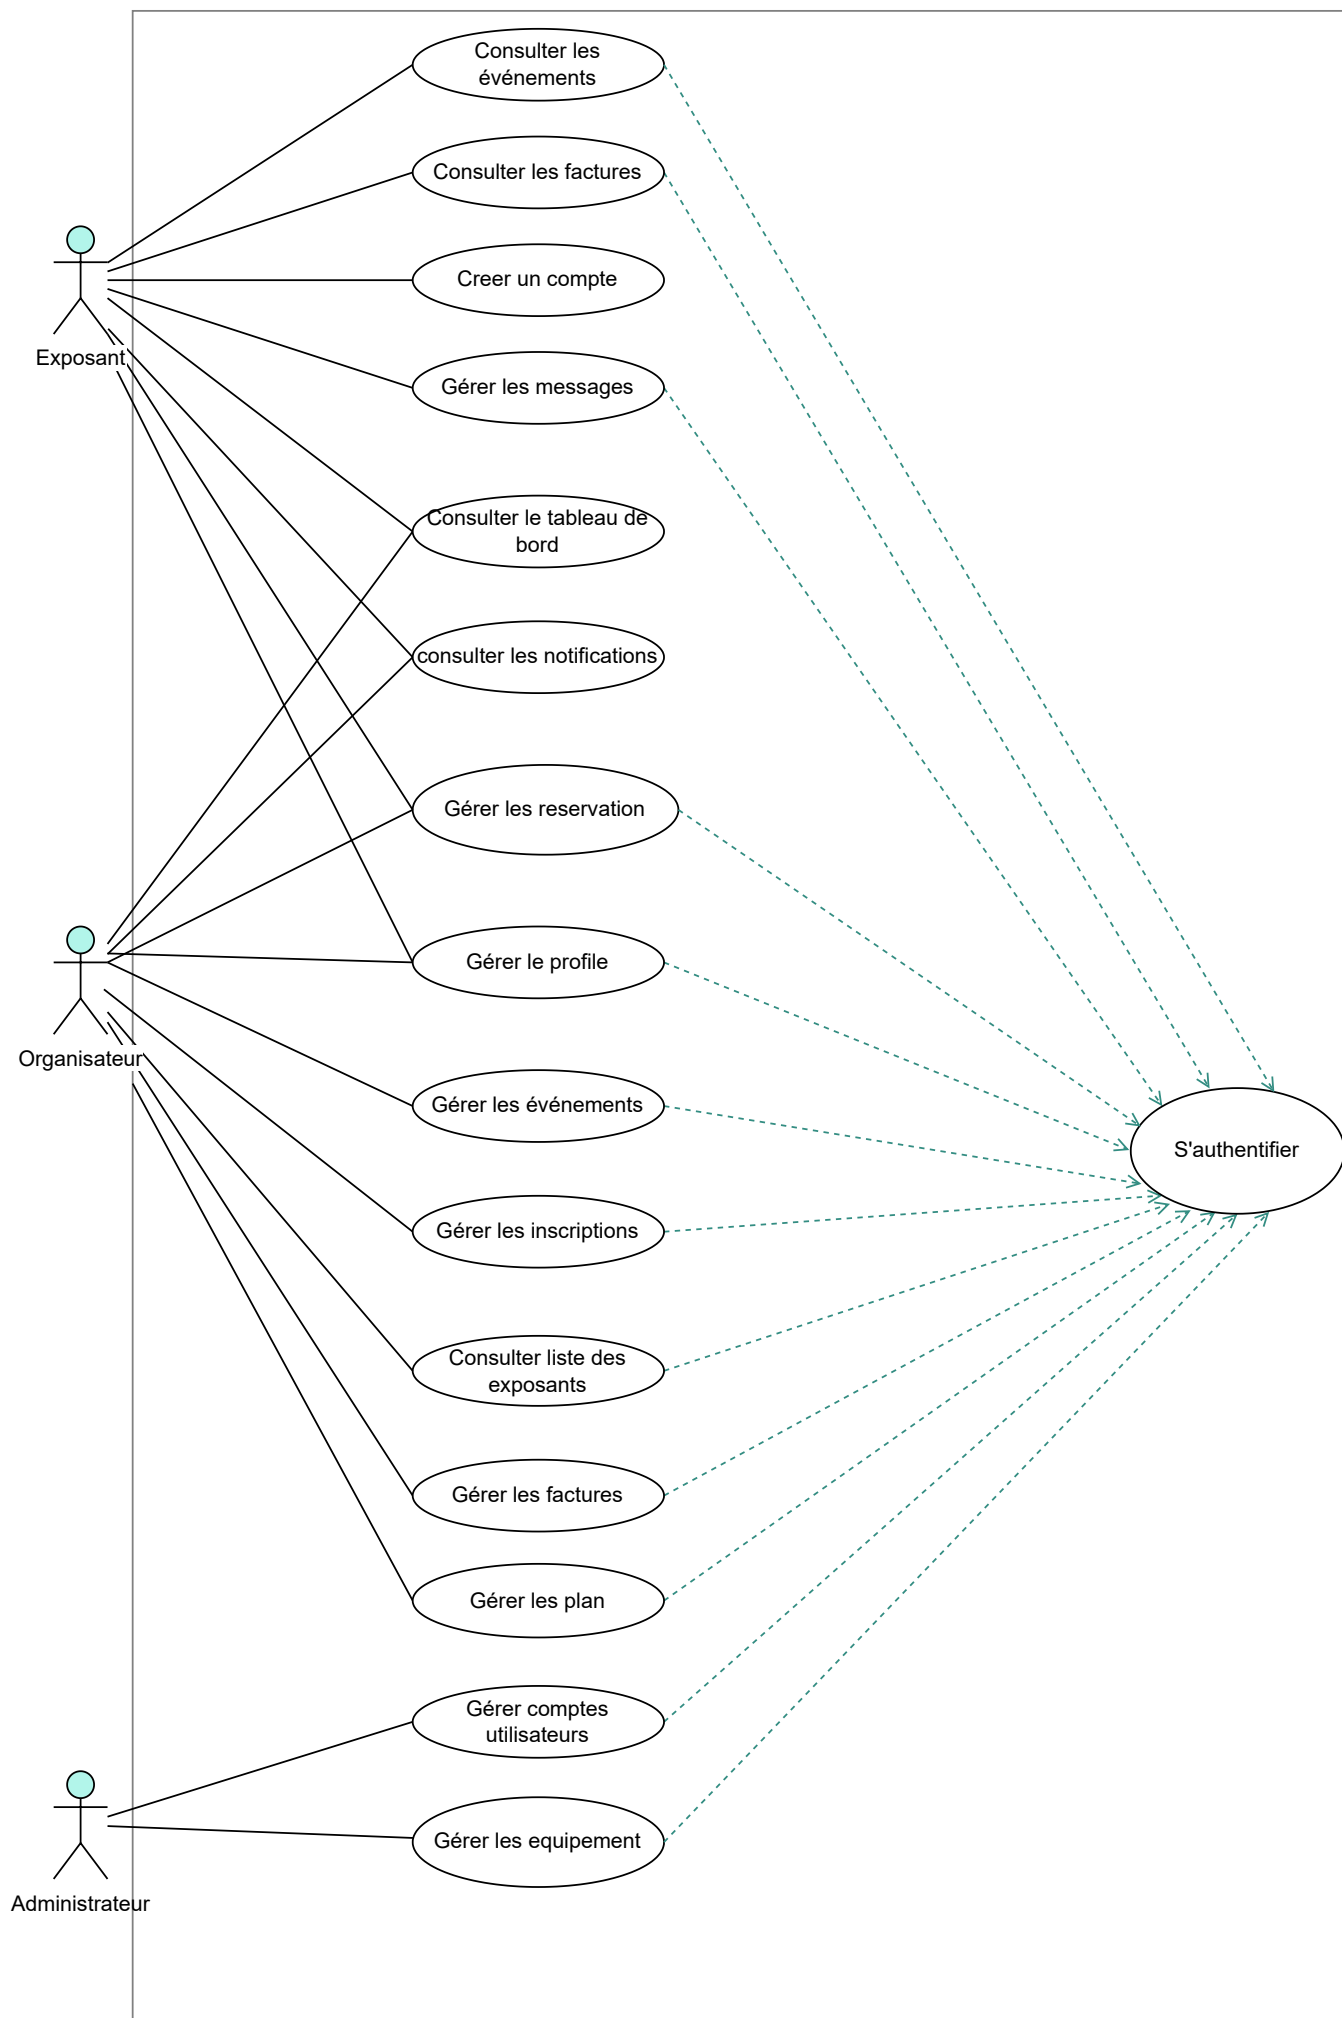 Consulter les
événements
Consulter les factures
Creer un compte
Exposant
Gérer les messages
Consulter le tableau de
bord
consulter les notifications
Gérer les reservation
Gérer le profile
Organisateur
Gérer les événements
S'authentifier
Gérer les inscriptions
Consulter liste des
exposants
Gérer les factures
Gérer les plan
Gérer comptes
utilisateurs
Gérer les equipement
Administrateur